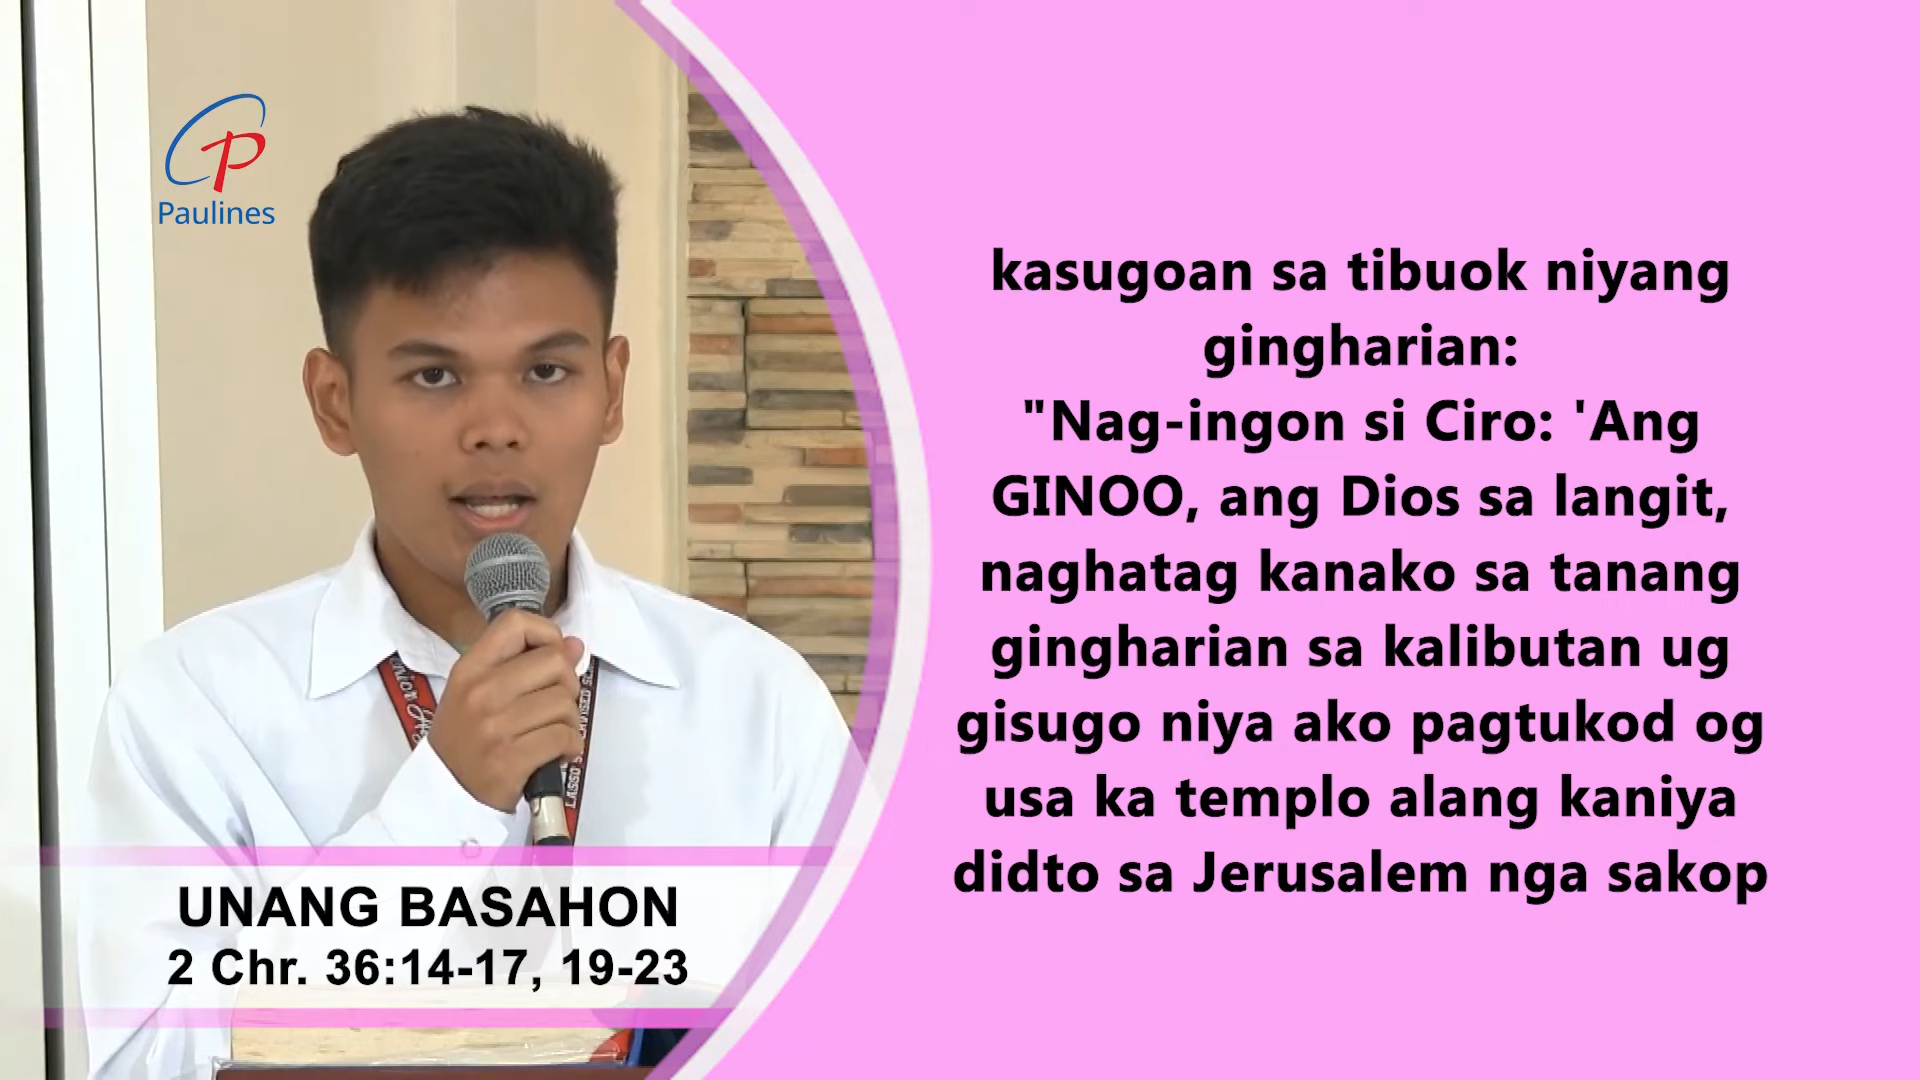 Paulines
UNANG BASAHON
2 Chr. 36:14-17, 19-23
kasugoan sa tibuok niyang
gingharian:
"Nag-ingon si Ciro: 'Ang
GINOO, ang Dios sa langit,
naghatag kanako sa tanang
gingharian sa kalibutan ug
gisugo niya ako pagtukod og
usa ka templo alang kaniya
didto sa Jerusalem nga sakop